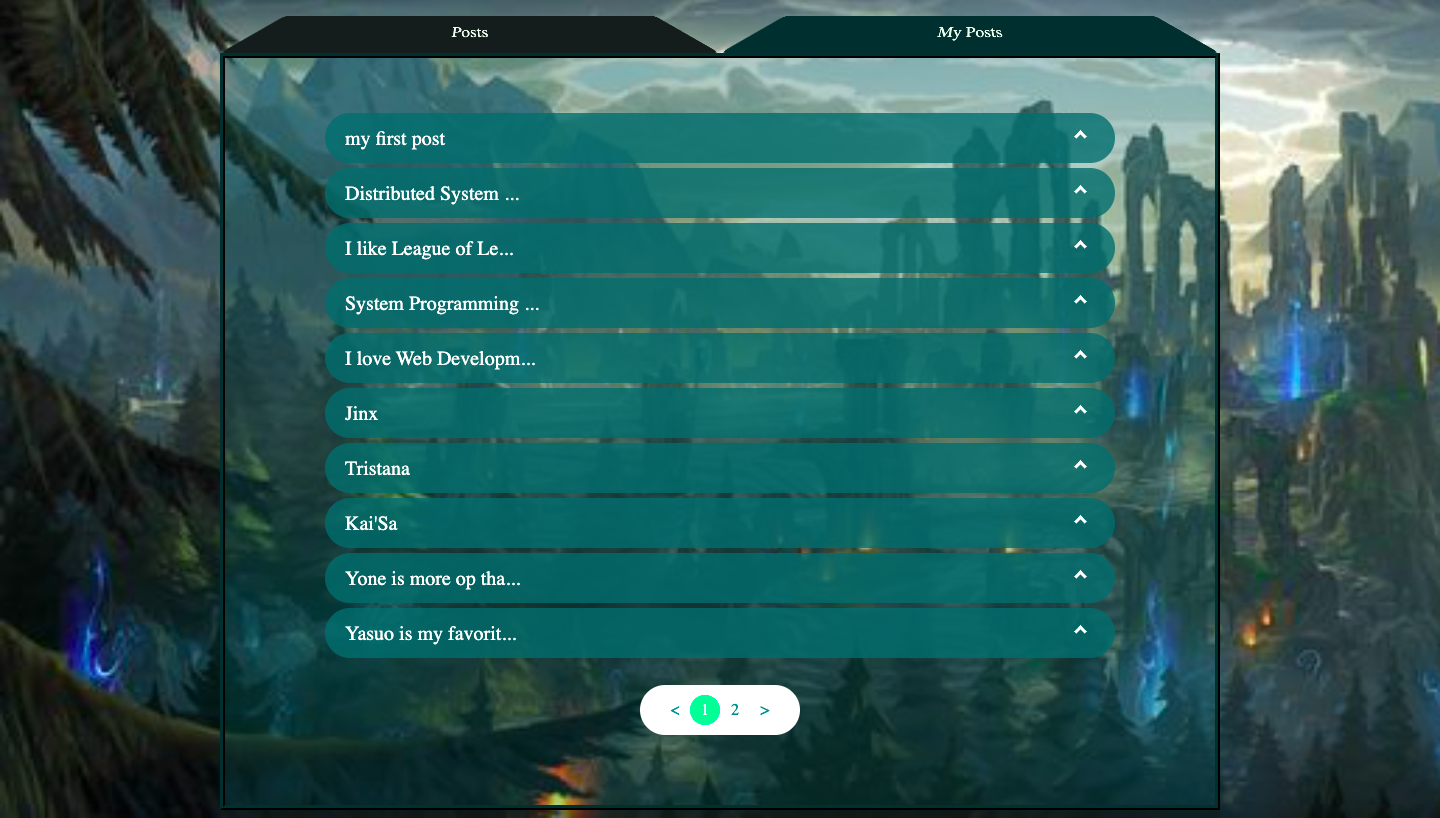 Posts
My Posts
my first post
Distributed System ...
I like League of Le...
System Programming ...
I love Web Developm...
Jinx
Tristana
Kai'Sa
Yone is more op tha...
Yasuo is my favorit...
< 1 2 >